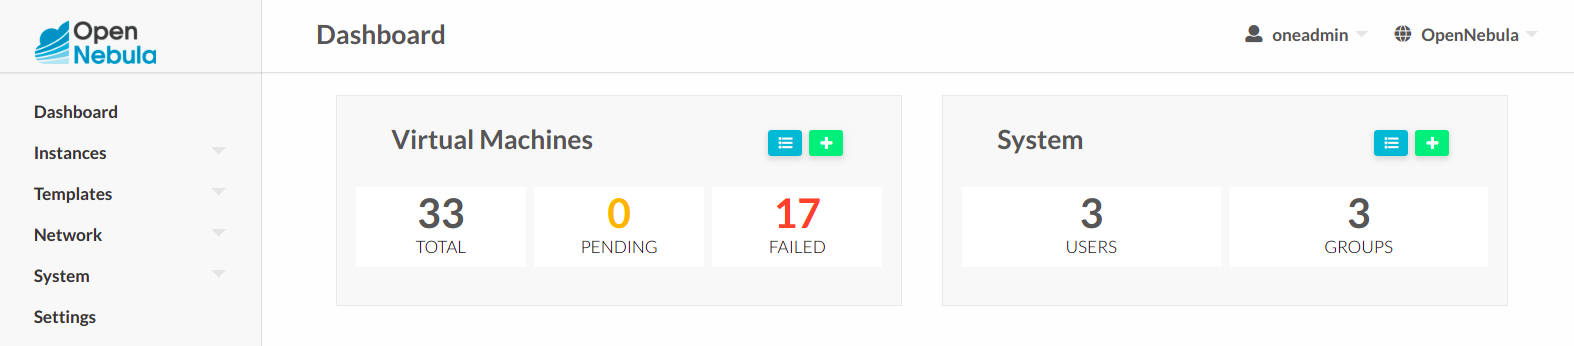 Open
Nebula
Dashboard
oneadmin
OpenNebula
Dashboard
Instances
Templates
Network
System
Settings
Virtual Machines
33
TOTAL
0
PENDING
17
FAILED
System
3
USERS
3
GROUPS